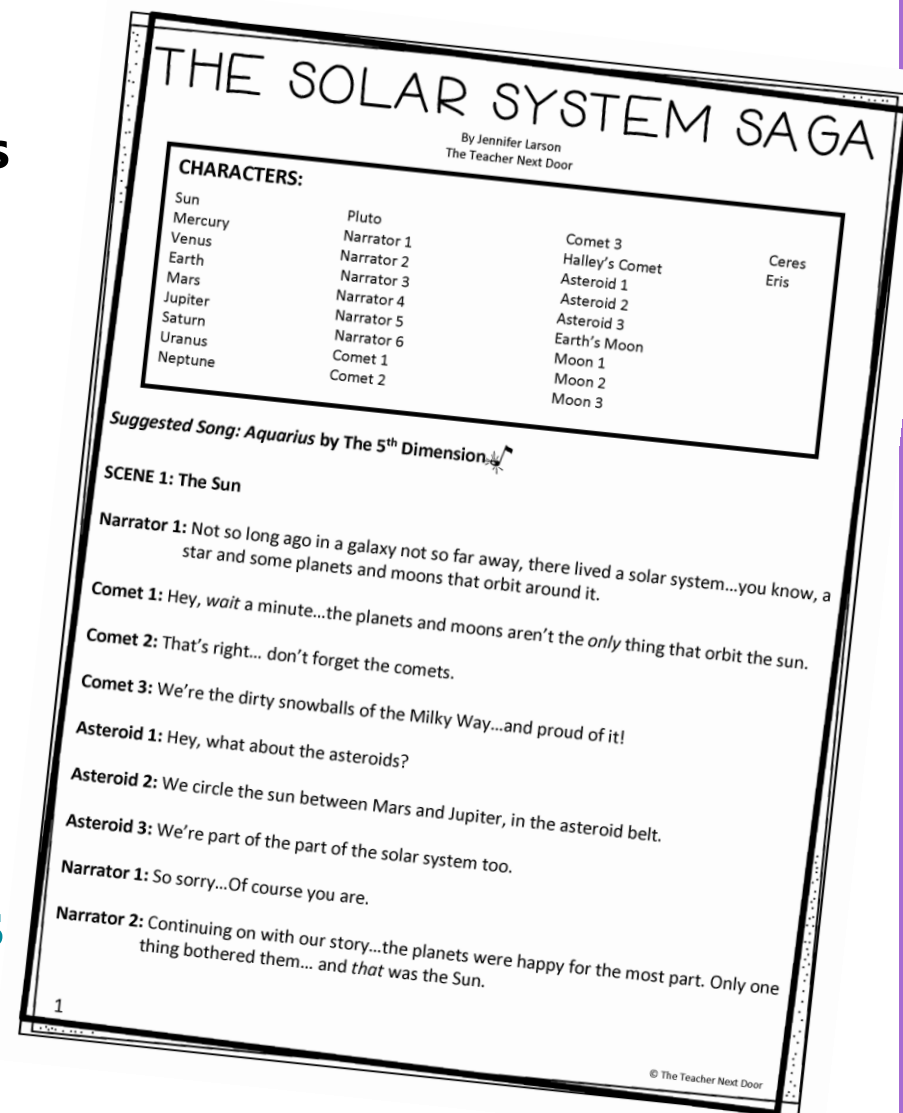 THE SOLAR SYSTEM SAGA
By Jennifer Larson
The Teacher Next Door
CHARACTERS:
Sun
Mercury
Venus
Earth
Mars
Jupiter
Saturn
Uranus
Neptune
Pluto
Narrator 1
Narrator 2
Narrator 3
Narrator 4
Narrator 5
Narrator 6
Comet 1
Comet 2
Comet 3
Halley's Comet
Asteroid 1
Asteroid 2
Asteroid 3
Earth's Moon
Moon 1
Moon 2
Moon 3
Ceres
Eris
Suggested Song: Aquarius by The 5th Dimension
SCENE 1: The Sun
Narrator 1: Not so long ago in a galaxy not so far away, there lived a solar system...you know, a
star and some planets and moons that orbit around it.
Comet 1: Hey, wait a minute...the planets and moons aren't the only thing that orbit the sun.
Comet 2: That's right... don't forget the comets.
Comet 3: We're the dirty snowballs of the Milky Way...and proud of it!
Asteroid 1: Hey, what about the asteroids?
Asteroid 2: We circle the sun between Mars and Jupiter, in the asteroid belt.
Asteroid 3: We're part of the part of the solar system too.
Narrator 1: So sorry...Of course you are.
Narrator 2: Continuing on with our story...the planets were happy for the most part. Only one
thing bothered them... and that was the Sun.
1
© The Teacher Next Door